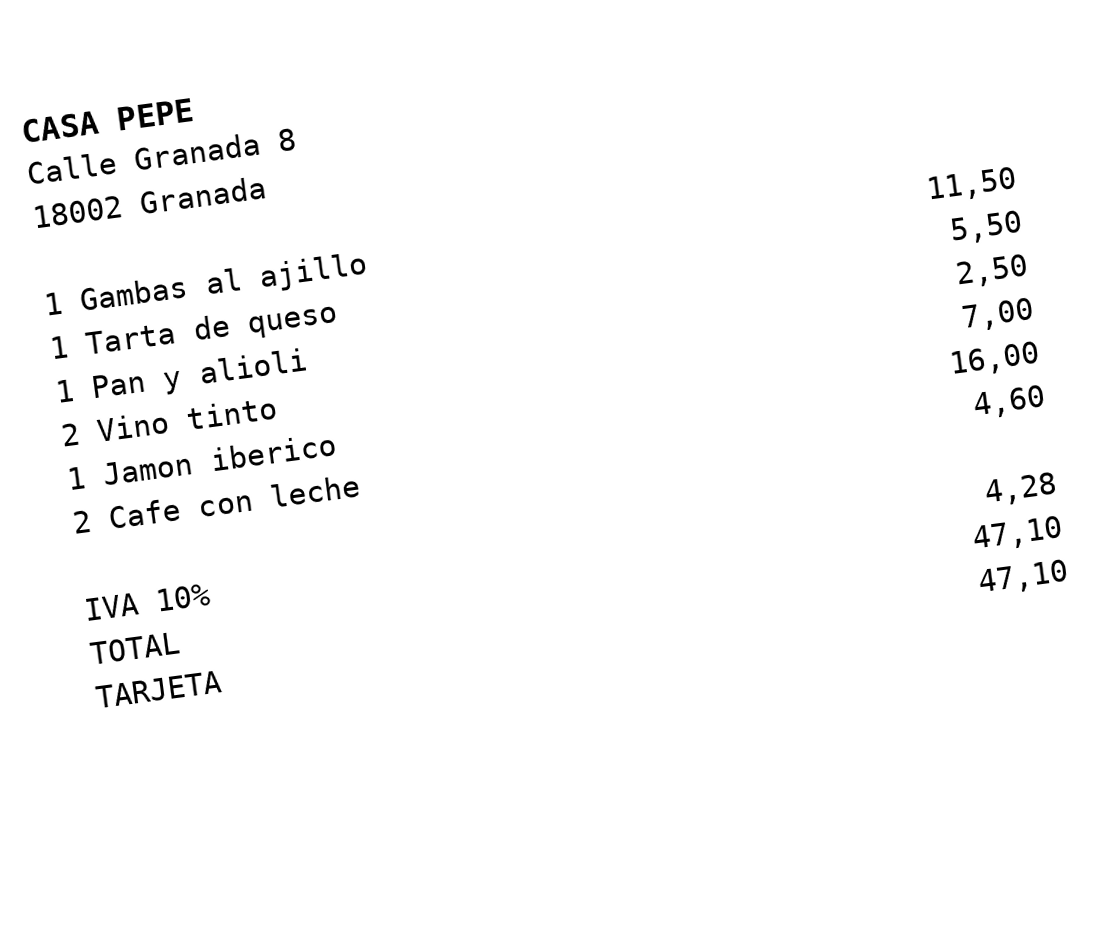 CASA PEPE
Calle Granada 8
18002 Granada
1 Gambas al ajillo 11,50
1 Tarta de queso 5,50
1 Pan y alioli 2,50
2 Vino tinto 7,00
1 Jamon iberico 16,00
2 Cafe con leche 4,60
IVA 10% 4,28
TOTAL 47,10
TARJETA 47,10